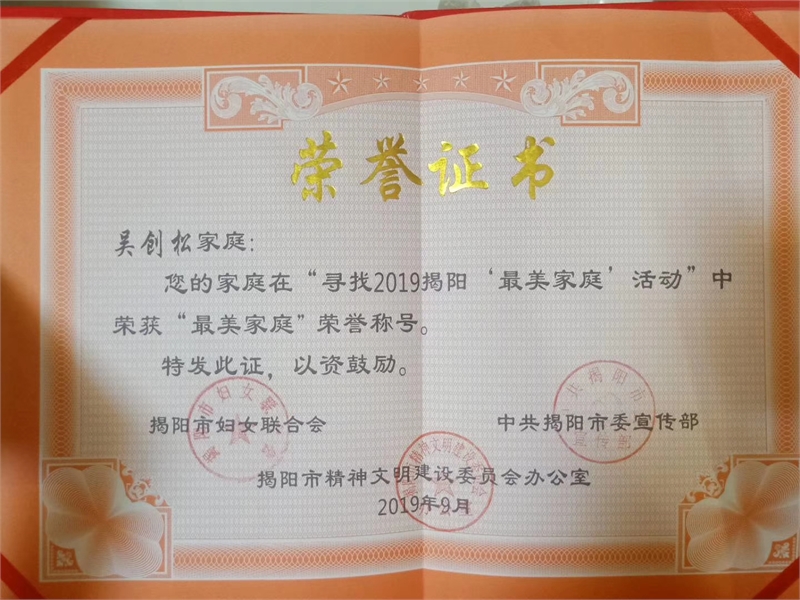 荣誉证书
吴创松家庭:
您的家庭在“寻找2019揭阳‘最美家庭’活动”中
荣获“最美家庭”荣誉称号。
特发此证，以资鼓励。
揭阳市妇女联合会
中共揭阳市委宣传部
揭阳市精神文明建设委员会办公室
2019年9月